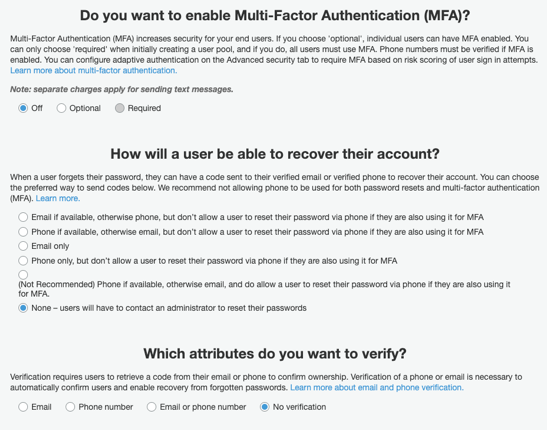 Do you want to enable Multi-Factor Authentication (MFA)?
Multi-Factor Authentication (MFA) increases security for your end users. If you choose 'optional', individual users can have MFA enabled. You
can only choose 'required' when initially creating a user pool, and if you do, all users must use MFA. Phone numbers must be verified if MFA is
enabled. You can configure adaptive authentication on the Advanced security tab to require MFA based on risk scoring of user sign in attempts.
Learn more about multi-factor authentication.
Note: separate charges apply for sending text messages.
Off Optional Required
How will a user be able to recover their account?
When a user forgets their password, they can have a code sent to their verified email or verified phone to recover their account. You can choose
the preferred way to send codes below. We recommend not allowing phone to be used for both password resets and multi-factor authentication
(MFA). Learn more.
Email if available, otherwise phone, but don't allow a user to reset their password via phone if they are also using it for MFA
Phone if available, otherwise email, but don't allow a user to reset their password via phone if they are also using it for MFA
Email only
Phone only, but don't allow a user to reset their password via phone if they are also using it for MFA
(Not Recommended) Phone if available, otherwise email, and do allow a user to reset their password via phone if they are also using it
for MFA.
None – users will have to contact an administrator to reset their passwords
Which attributes do you want to verify?
Verification requires users to retrieve a code from their email or phone to confirm ownership. Verification of a phone or email is necessary to
automatically confirm users and enable recovery from forgotten passwords. Learn more about email and phone verification.
Email Phone number Email or phone number No verification